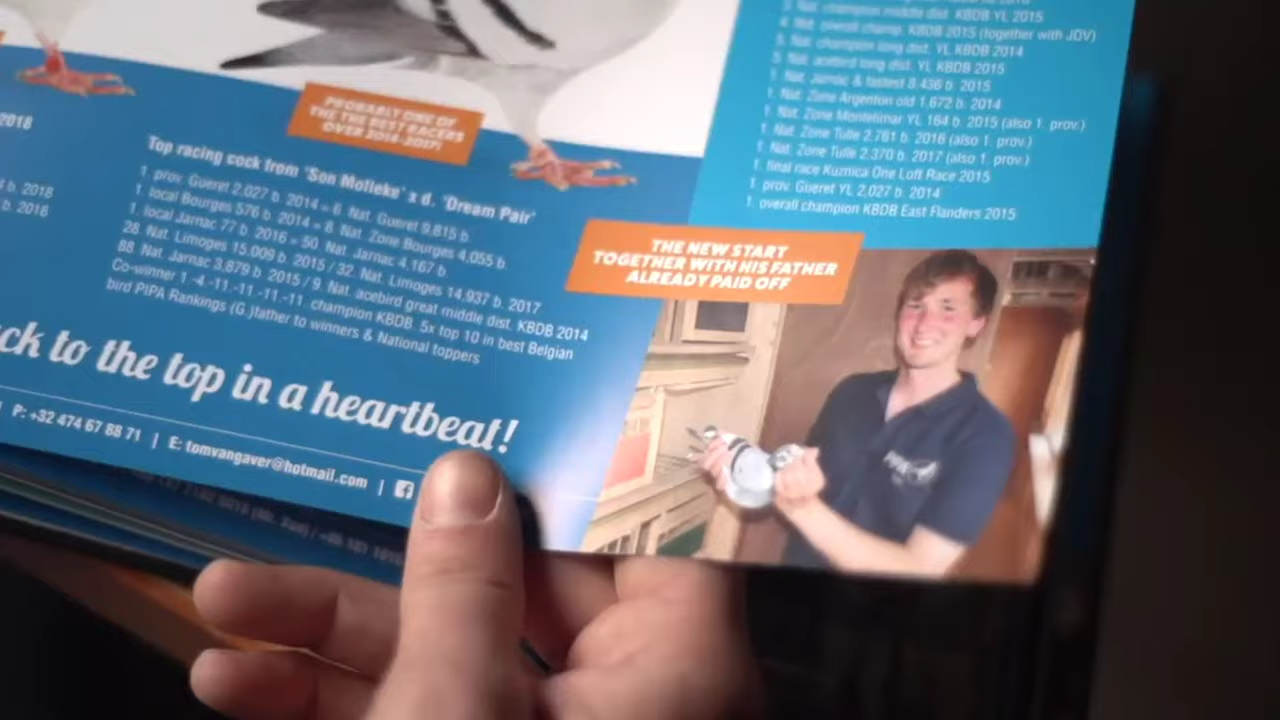 2018
b. 2018
b. 2016
PROBABLY ONE OF
THE THE BEST RACERS
OVER 2014-2017!
Top racing cock from 'Son Motleke' x d. 'Dream Pair'
1. prov. Gueret 2,027 b. 2014 = 6. Nat. Gueret 9.815 b.
1. local Bourges 576 b. 2014 = 8. Nat. Zone Bourges 4,055 b.
1. local Jarnac 77 b. 2016 = 50. Nat. Jarnac 4.167 b.
28. Nat. Limoges 15.009 b. 2015 / 32. Nat. Limoges 14,937 b. 2017
88. Nat. Jarnac 3,879 b. 2015 / 9. Nat. acebird great middle dist. KBDB 2014
Co-winner 1.-4.-11.-11.-11.-11. champion KBDB. 5x top 10 in best Belgian
bird PIPA Rankings (G.)father to winners & National toppers
ck to the top in a heartbeat!
P: +32 474 67 88 71 | E: tomvangaver@hotmail.com |
Nat. champion middle dist. KBDB YL 2015
4. Nat. overall champ. KBDB 2015 (together with JDV)
5. Nat. champion long dist. YL KBDB 2014
5. Nat. acebird long dist. YL KBDB 2015
1. Nat. Jarnac & fastest 8,436 b. 2015
1. Nat. Zone Argenton old 1,672 b. 2014
1. Nat. Zone Montelimar YL 164 b. 2015 (also 1. prov.)
1. Nat. Zone Tulle 2,761 b. 2016 (also 1. prov.)
1. Nat. Zone Tulle 2,370 b. 2017 (also 1. prov.)
1. final race Kuzmica One Loft Race 2015
1. prov. Gueret YL 2,027 b. 2014
1. overall champion KBDB East Flanders 2015
THE NEW START
TOGETHER WITH HIS FATHER
ALREADY PAID OFF